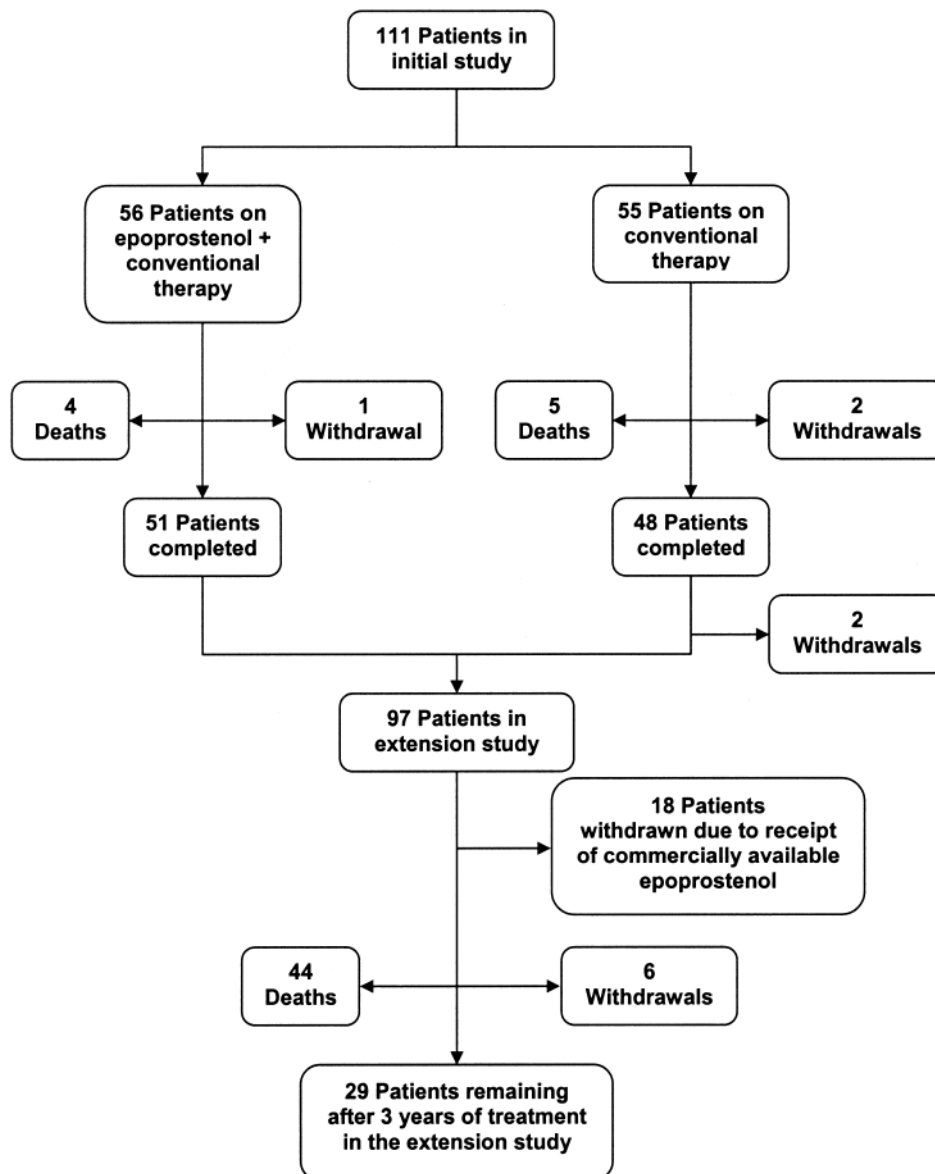 111 Patients in
initial study
56 Patients on
epoprostenol +
conventional
therapy
55 Patients on
conventional
therapy
4
Deaths
1
Withdrawal
5
Deaths
2
Withdrawals
51 Patients
completed
48 Patients
completed
2
Withdrawals
97 Patients in
extension study
18 Patients
withdrawn due to receipt
of commercially available
epoprostenol
44
Deaths
6
Withdrawals
29 Patients remaining
after 3 years of treatment
in the extension study